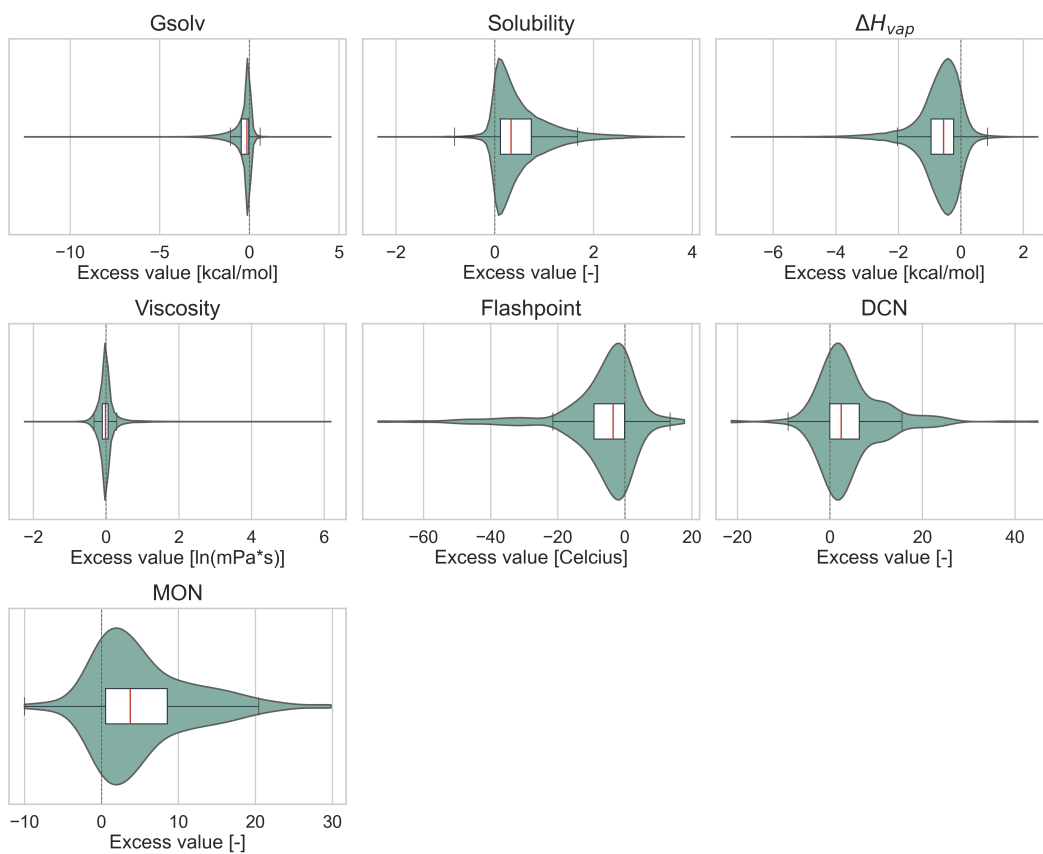 Gsolv
Solubility
ΔH_vap
−10 −5 0 5
−2 0 2 4
−6 −4 −2 0 2
Excess value [kcal/mol]
Excess value [-]
Excess value [kcal/mol]
Viscosity
Flashpoint
DCN
−2 0 2 4 6
−60 −40 −20 0 20
−20 0 20 40
Excess value [ln(mPa*s)]
Excess value [Celcius]
Excess value [-]
MON
−10 0 10 20 30
Excess value [-]